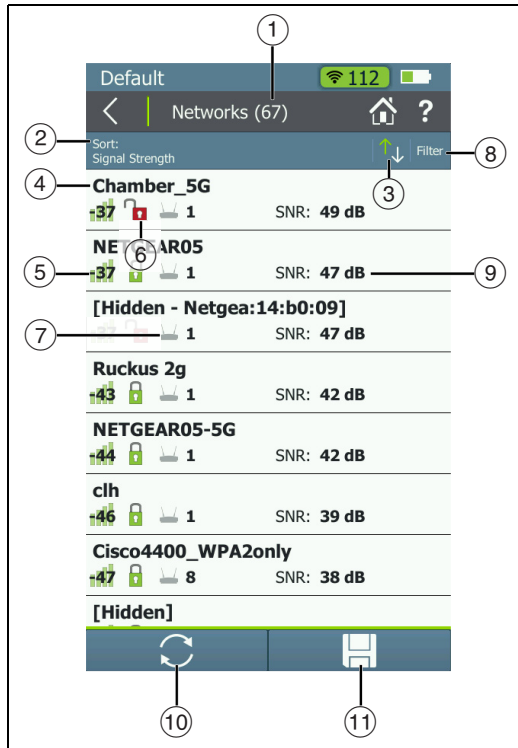 1
Default 112
Networks (67) ?
2 Sort: Filter 8
Signal Strength
3
4 Chamber_5G
-37 1 SNR: 49 dB
6
NETGEAR05
5 -37 1 SNR: 47 dB 9
[Hidden - Netgea:14:b0:09]
7 -37 1 SNR: 47 dB
Ruckus 2g
-43 1 SNR: 42 dB
NETGEAR05-5G
-44 1 SNR: 42 dB
clh
-46 1 SNR: 39 dB
Cisco4400_WPA2only
-47 8 SNR: 38 dB
[Hidden]
10 11